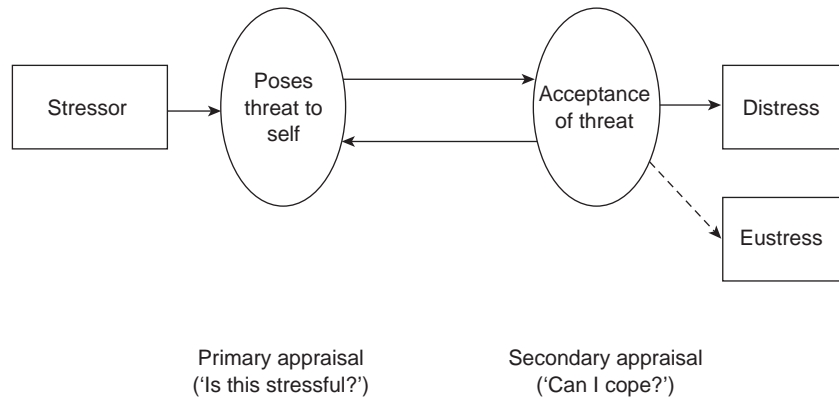 Stressor
Poses
threat to
self
Acceptance
of threat
Distress
Eustress
Primary appraisal
(‘Is this stressful?’)
Secondary appraisal
(‘Can I cope?’)